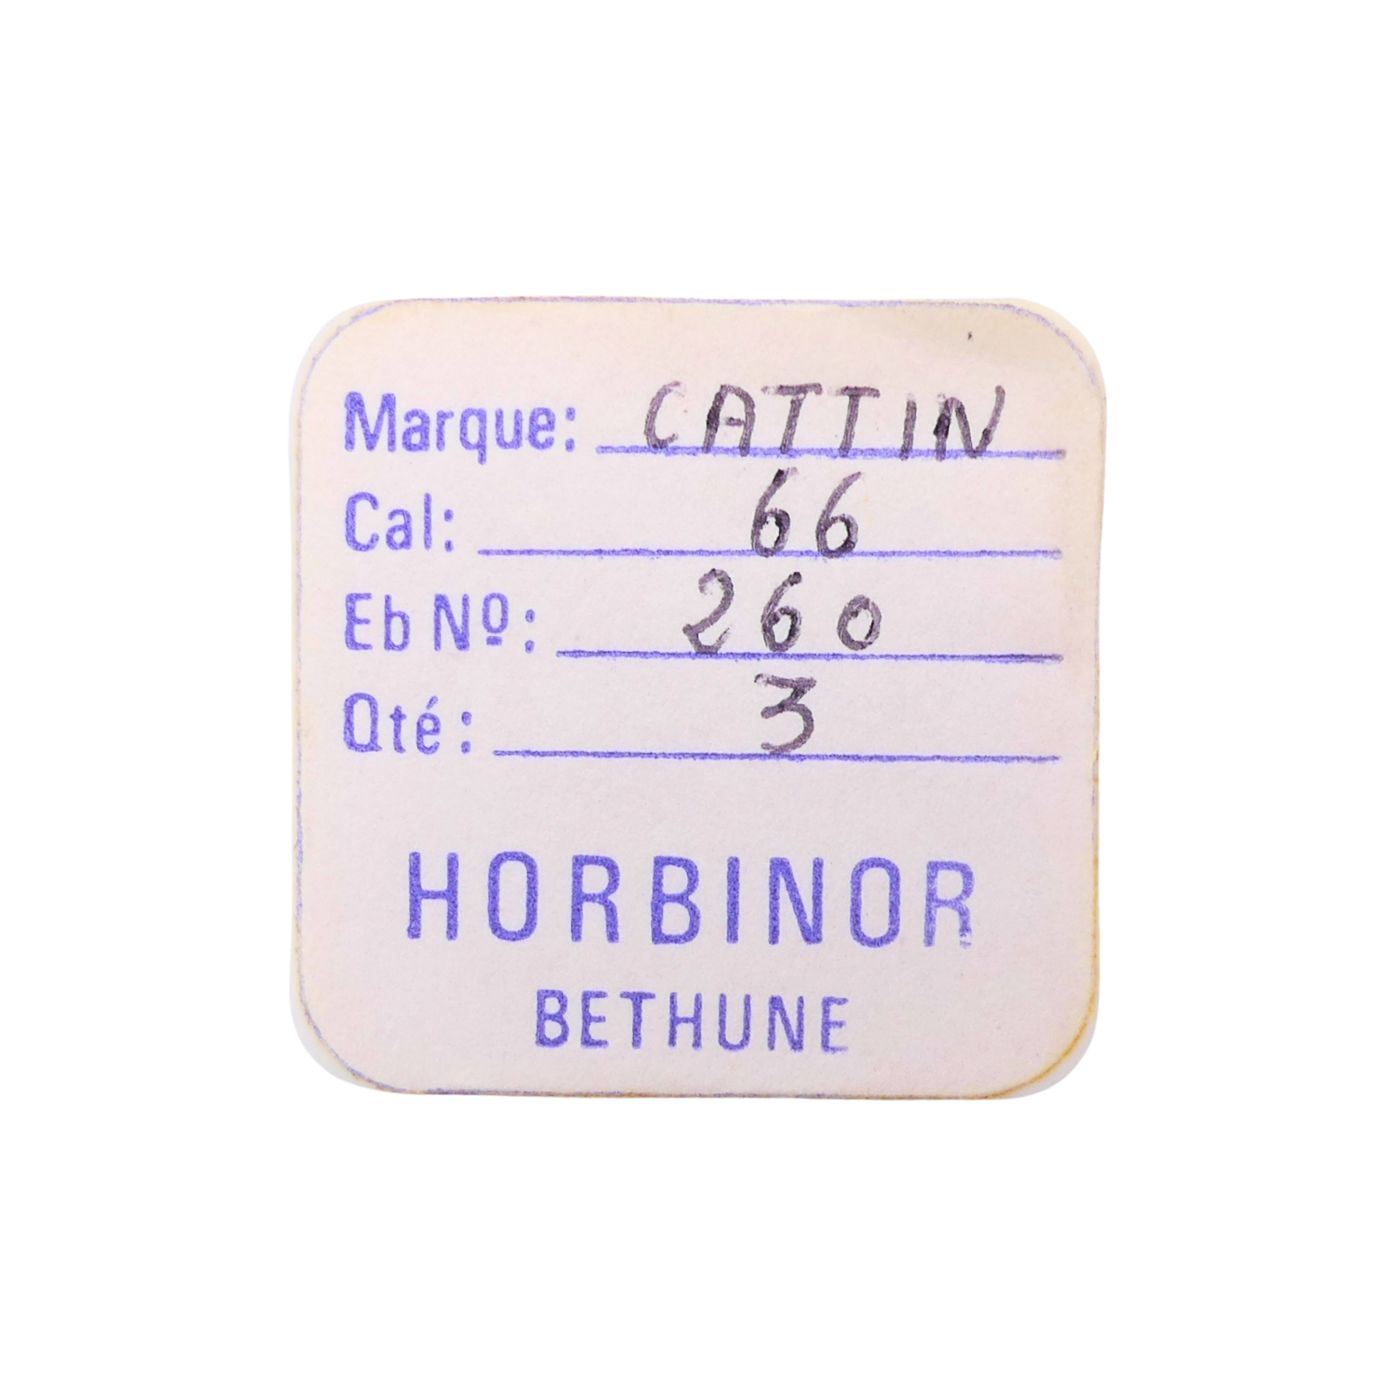 Marque: CATTIN
Cal: 66
Eb Nº: 260
Qté: 3
HORBINOR
BETHUNE